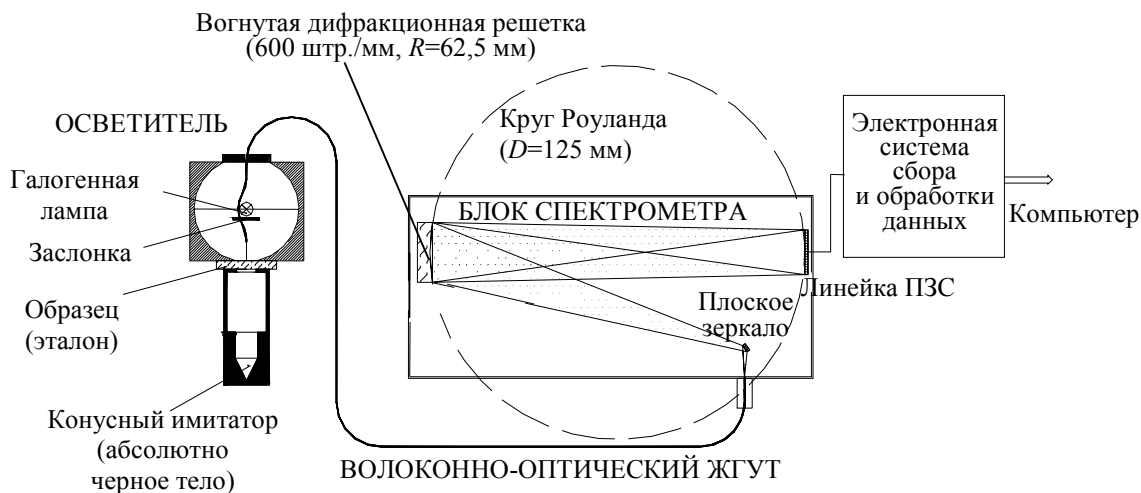 Вогнутая дифракционная решетка
(600 штр./мм, R=62,5 мм)
ОСВЕТИТЕЛЬ
Галогенная
лампа
Заслонка
Образец
(эталон)
Конусный имитатор
(абсолютно
черное тело)
Круг Роуланда
(D=125 мм)
БЛОК СПЕКТРОМЕТРА
Плоское
зеркало
Линейка ПЗС
Электронная
система
сбора
и обработки
данных
Компьютер
ВОЛОКОННО-ОПТИЧЕСКИЙ ЖГУТ